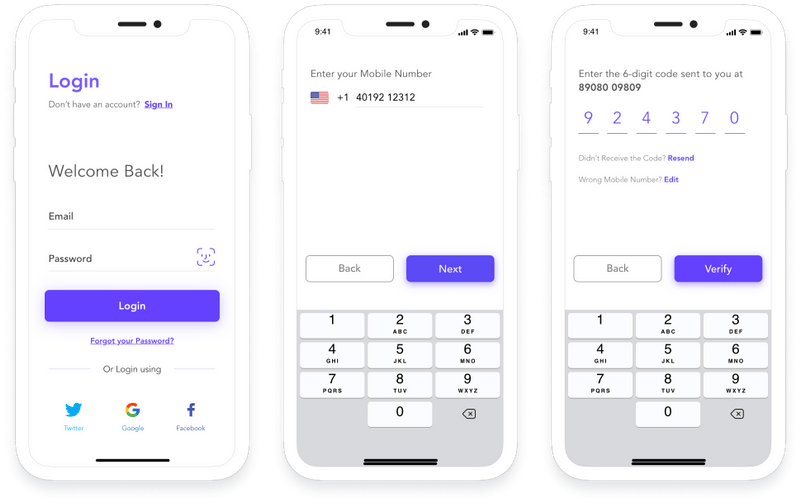 Login
Don't have an account? Sign In
Welcome Back!
Email
Password
Login
Forgot your Password?
Or Login using
Twitter Google Facebook
9:41
Enter your Mobile Number
+1 40192 12312
Back Next
1 2 ABC 3 DEF
4 GHI 5 JKL 6 MNO
7 PQRS 8 TUV 9 WXYZ
0
9:41
Enter the 6-digit code sent to you at
89080 09809
9 2 4 3 7 0
Didn't Receive the Code? Resend
Wrong Mobile Number? Edit
Back Verify
1 2 ABC 3 DEF
4 GHI 5 JKL 6 MNO
7 PQRS 8 TUV 9 WXYZ
0